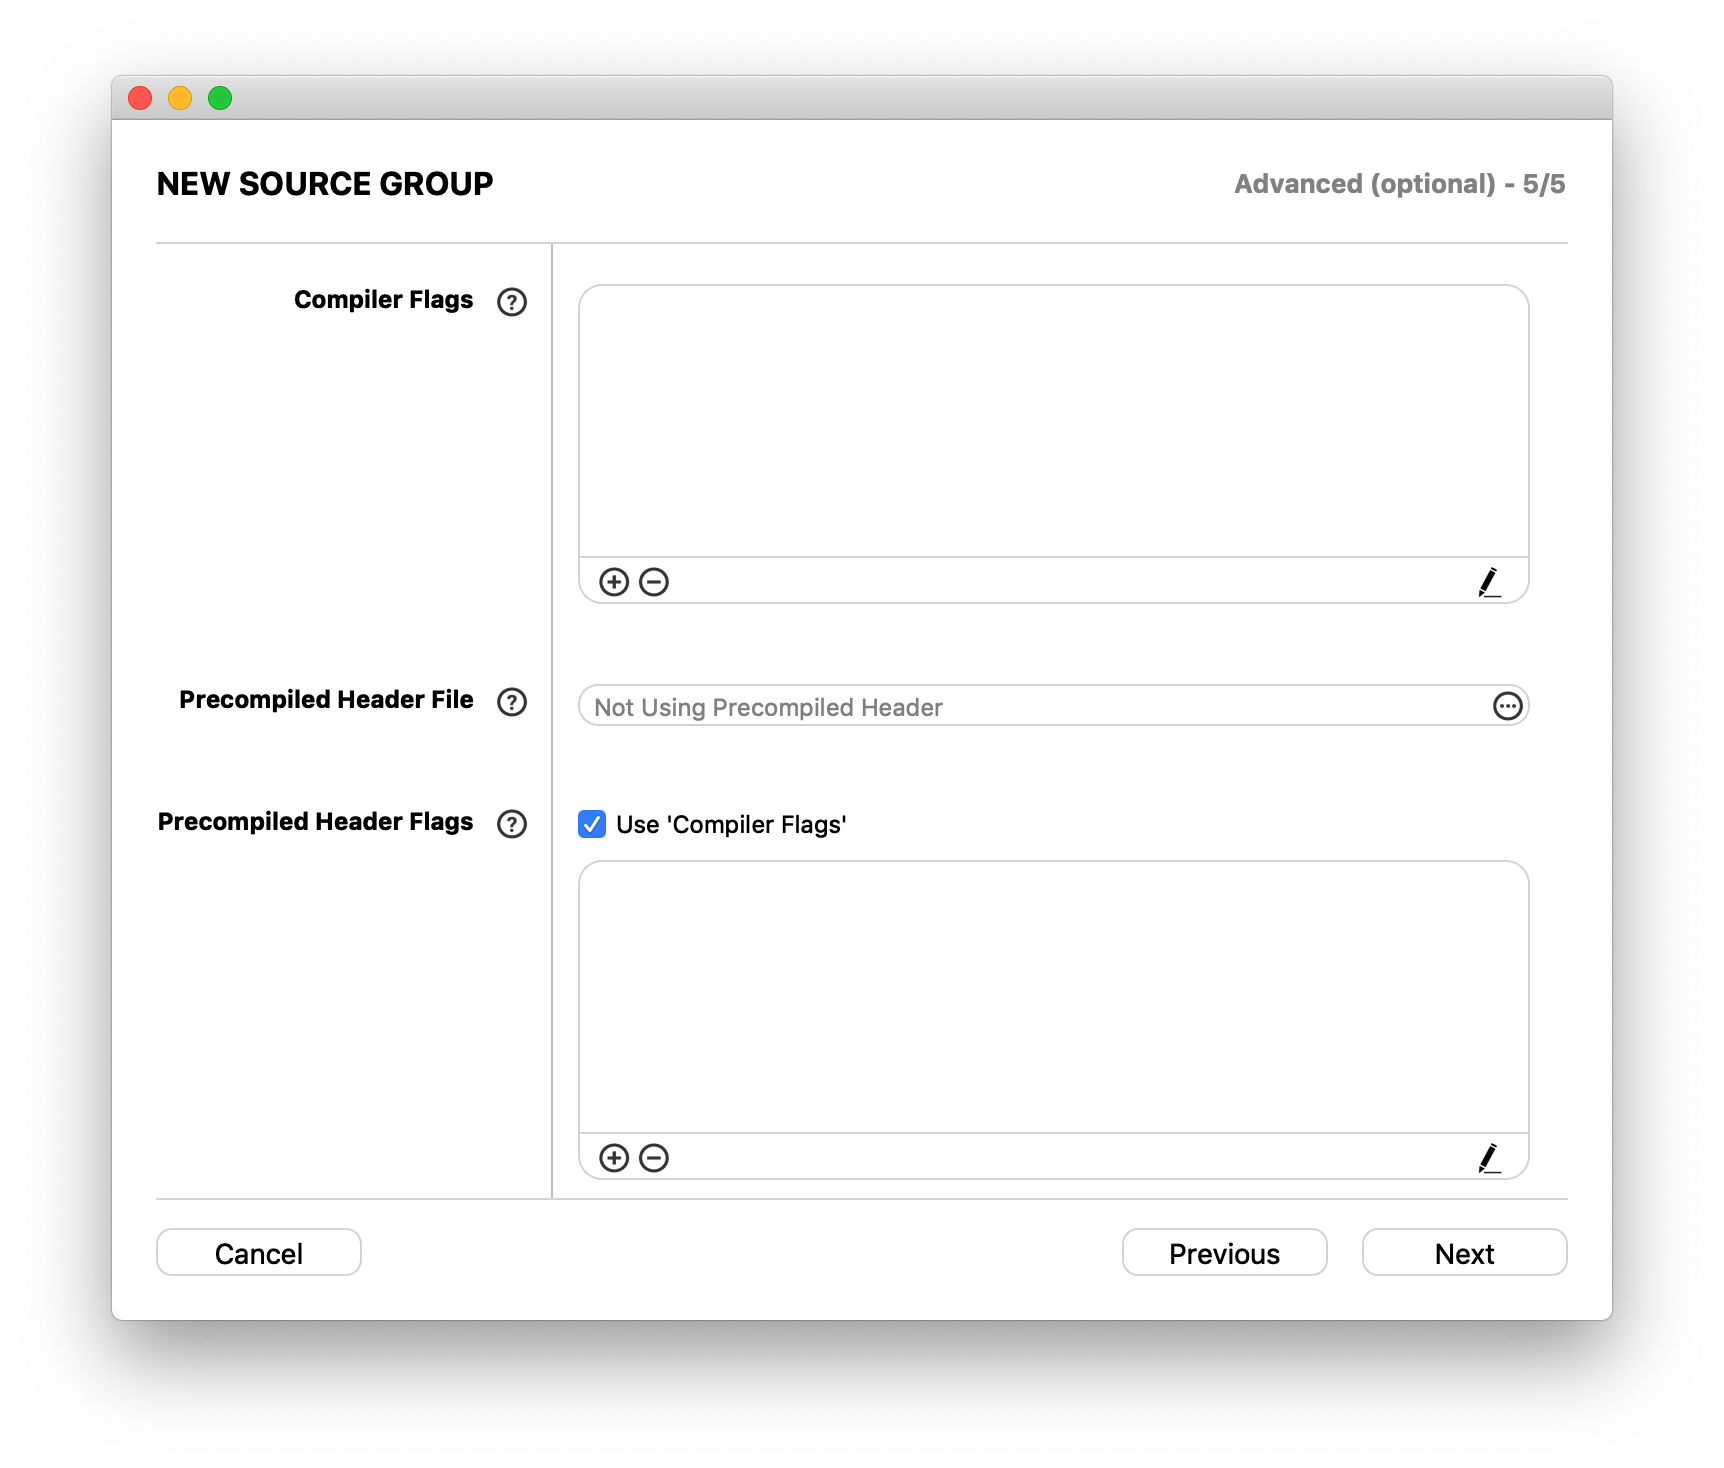 NEW SOURCE GROUP
Advanced (optional) - 5/5
Compiler Flags
Precompiled Header File
Not Using Precompiled Header
Precompiled Header Flags
Use 'Compiler Flags'
Cancel
Previous
Next